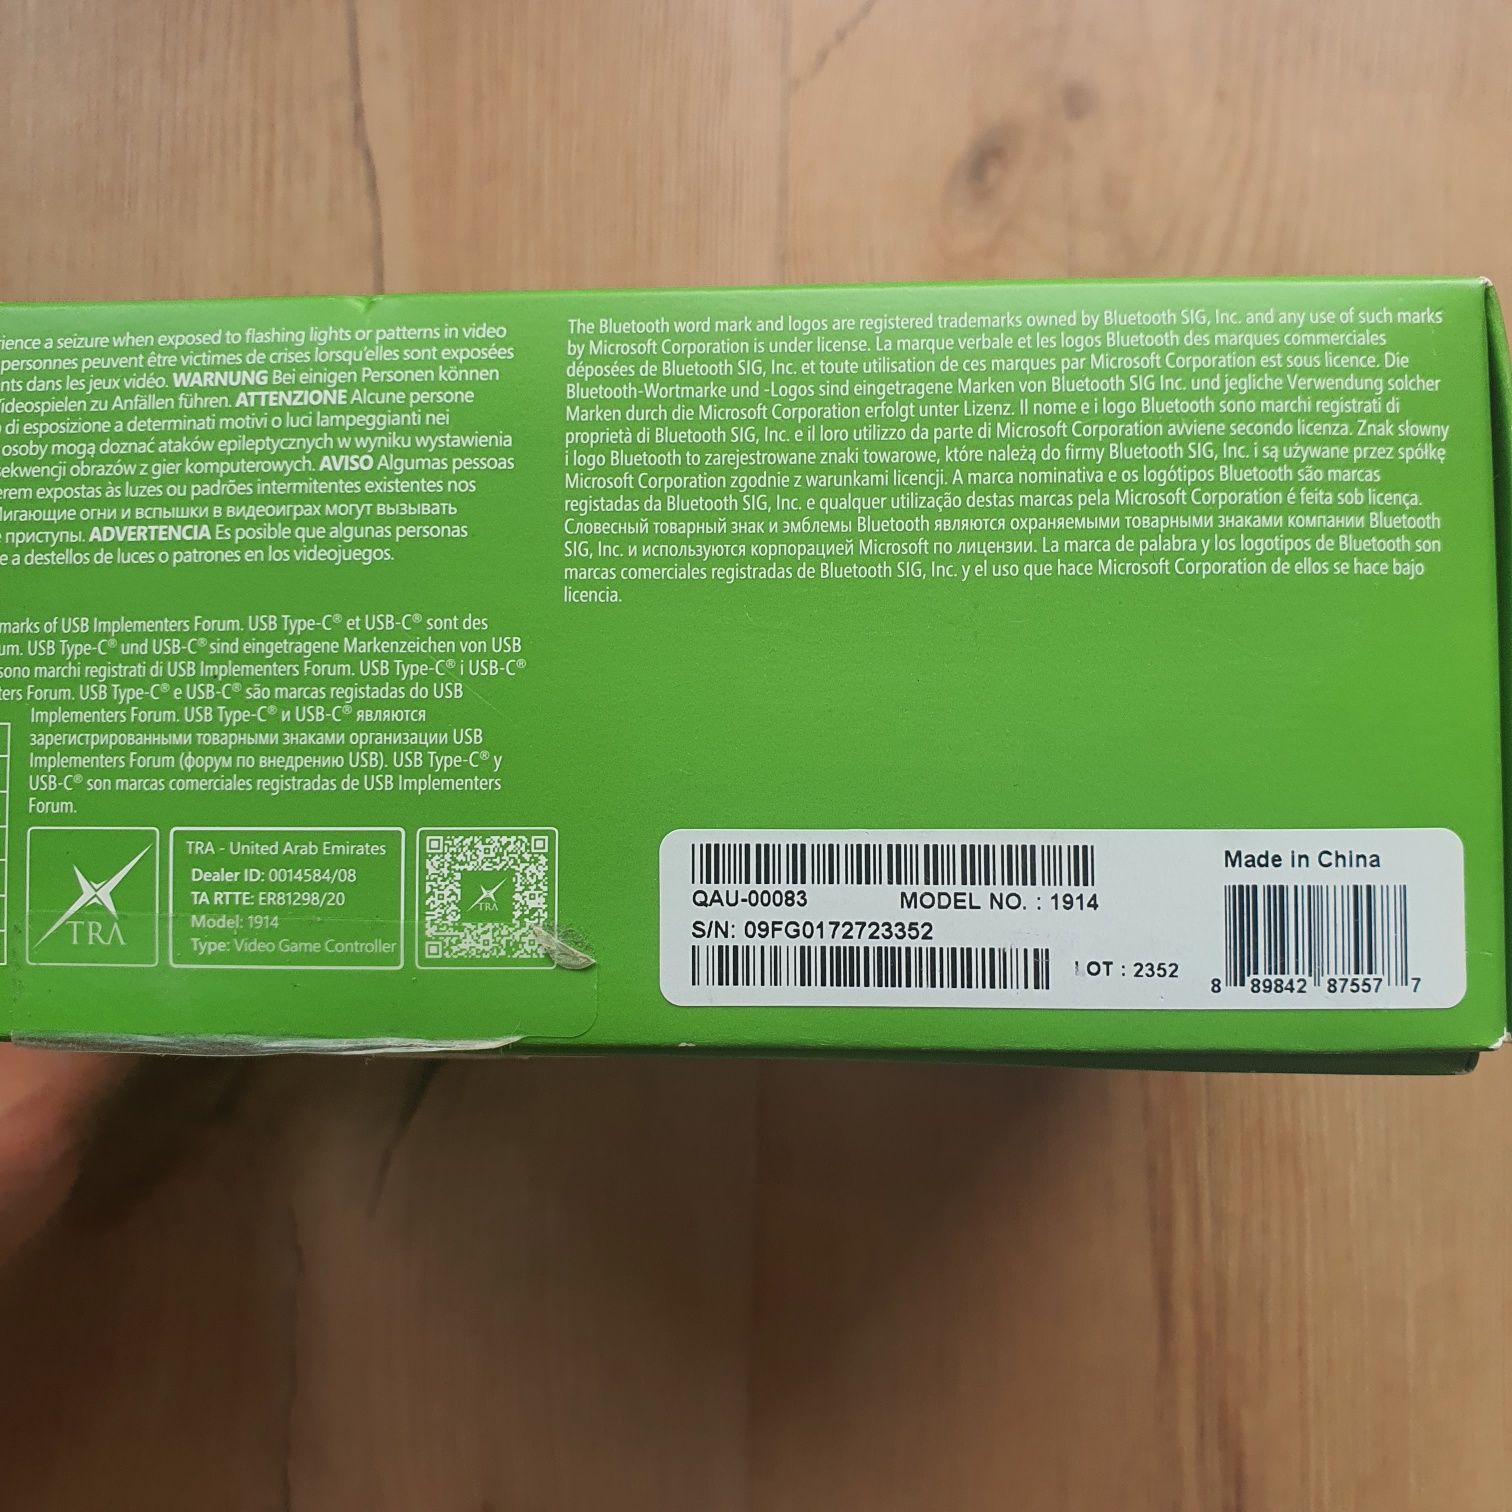 ience a seizure when exposed to flashing lights or patterns in video
personnes peuvent être victimes de crises lorsqu'elles sont exposées
nts dans les jeux vidéo. WARNUNG Bei einigen Personen können
ideospielen zu Anfällen führen. ATTENZIONE Alcune persone
di esposizione a determinati motivi o luci lampeggianti nei
osoby mogą doznać ataków epileptycznych w wyniku wystawienia
ekwencji obrazów z gier komputerowych. AVISO Algumas pessoas
erem expostas às luzes ou padrões intermitentes existentes nos
Мигающие огни и вспышки в видеоиграх могут вызывать
приступы. ADVERTENCIA Es posible que algunas personas
e a destellos de luces o patrones en los videojuegos.
marks of USB Implementers Forum. USB Type-C® et USB-C® sont des
um. USB Type-C® und USB-C® sind eingetragene Markenzeichen von USB
sono marchi registrati di USB Implementers Forum. USB Type-C® i USB-C®
ters Forum. USB Type-C® e USB-C® são marcas registadas do USB
Implementers Forum. USB Type-C® и USB-C® являются
зарегистрированными товарными знаками организации USB
Implementers Forum (форум по внедрению USB). USB Type-C® y
USB-C® son marcas comerciales registradas de USB Implementers
Forum.
TRA
TRA - United Arab Emirates
Dealer ID: 0014584/08
TA RTTE: ER81298/20
Model: 1914
Type: Video Game Controller
TRA
The Bluetooth word mark and logos are registered trademarks owned by Bluetooth SIG, Inc. and any use of such marks
by Microsoft Corporation is under license. La marque verbale et les logos Bluetooth des marques commerciales
déposées de Bluetooth SIG, Inc. et toute utilisation de ces marques par Microsoft Corporation est sous licence. Die
Bluetooth-Wortmarke und -Logos sind eingetragene Marken von Bluetooth SIG Inc. und jegliche Verwendung solcher
Marken durch die Microsoft Corporation erfolgt unter Lizenz. Il nome e i logo Bluetooth sono marchi registrati di
proprietà di Bluetooth SIG, Inc. e il loro utilizzo da parte di Microsoft Corporation avviene secondo licenza. Znak słowny
i logo Bluetooth to zarejestrowane znaki towarowe, które należą do firmy Bluetooth SIG, Inc. i są używane przez spółkę
Microsoft Corporation zgodnie z warunkami licencji. A marca nominativa e os logótipos Bluetooth são marcas
registadas da Bluetooth SIG, Inc. e qualquer utilização destas marcas pela Microsoft Corporation é feita sob licença.
Словесный товарный знак и эмблемы Bluetooth являются охраняемыми товарными знаками компании Bluetooth
SIG, Inc. и используются корпорацией Microsoft по лицензии. La marca de palabra y los logotipos de Bluetooth son
marcas comerciales registradas de Bluetooth SIG, Inc. y el uso que hace Microsoft Corporation de ellos se hace bajo
licencia.
QAU-00083 MODEL NO. : 1914
S/N: 09FG0172723352
LOT : 2352
Made in China
8 89842 87557 7